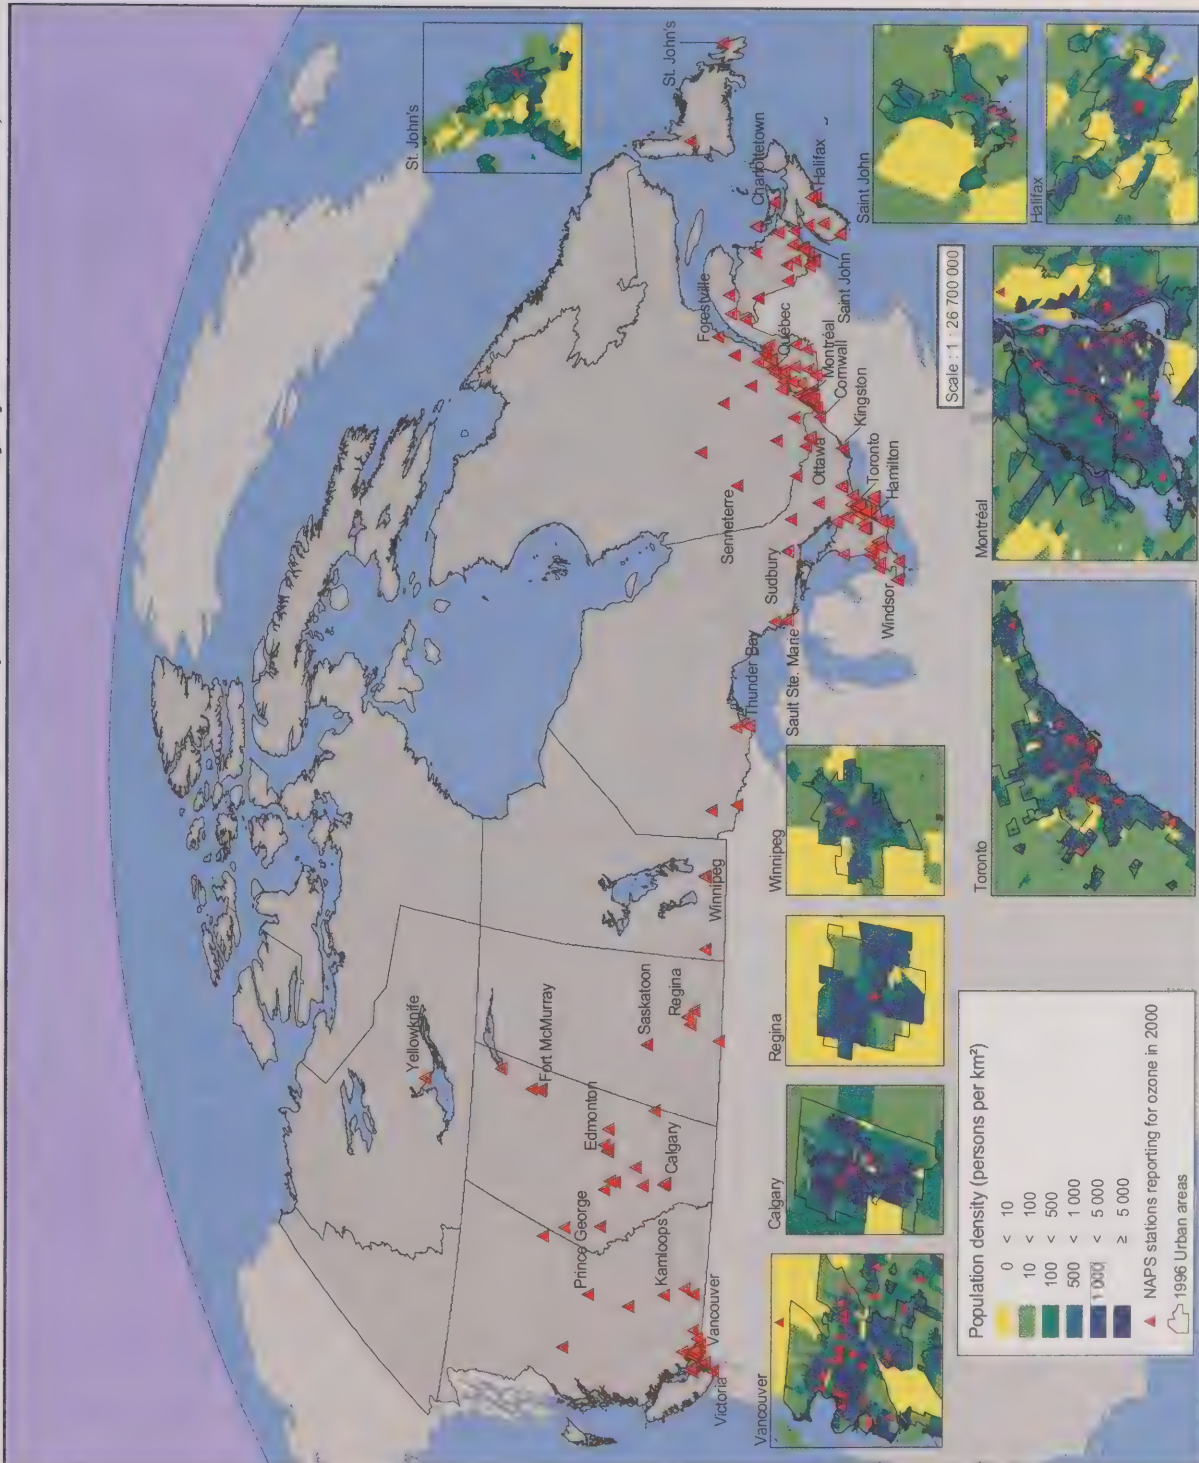 St. John's
St. John's
Charlottetown
Halifax
Saint John
Forestville
Québec
Montréal
Cornwall
Kingston
Ottawa
Toronto
Hamilton
Senneterre
Sudbury
Windsor
Sault Ste. Marie
Thunder Bay
Winnipeg
Regina
Saskatoon
Yellowknife
Fort McMurray
Edmonton
Calgary
Prince George
Kamloops
Vancouver
Victoria
Vancouver
Calgary
Regina
Winnipeg
Toronto
Montréal
Saint John
Halifax
Scale : 1 : 26 700 000
Population density (persons per km²)
0 < 10
10 < 100
100 < 500
500 < 1 000
1 000 < 5 000
≥ 5 000
NAPS stations reporting for ozone in 2000
1996 Urban areas